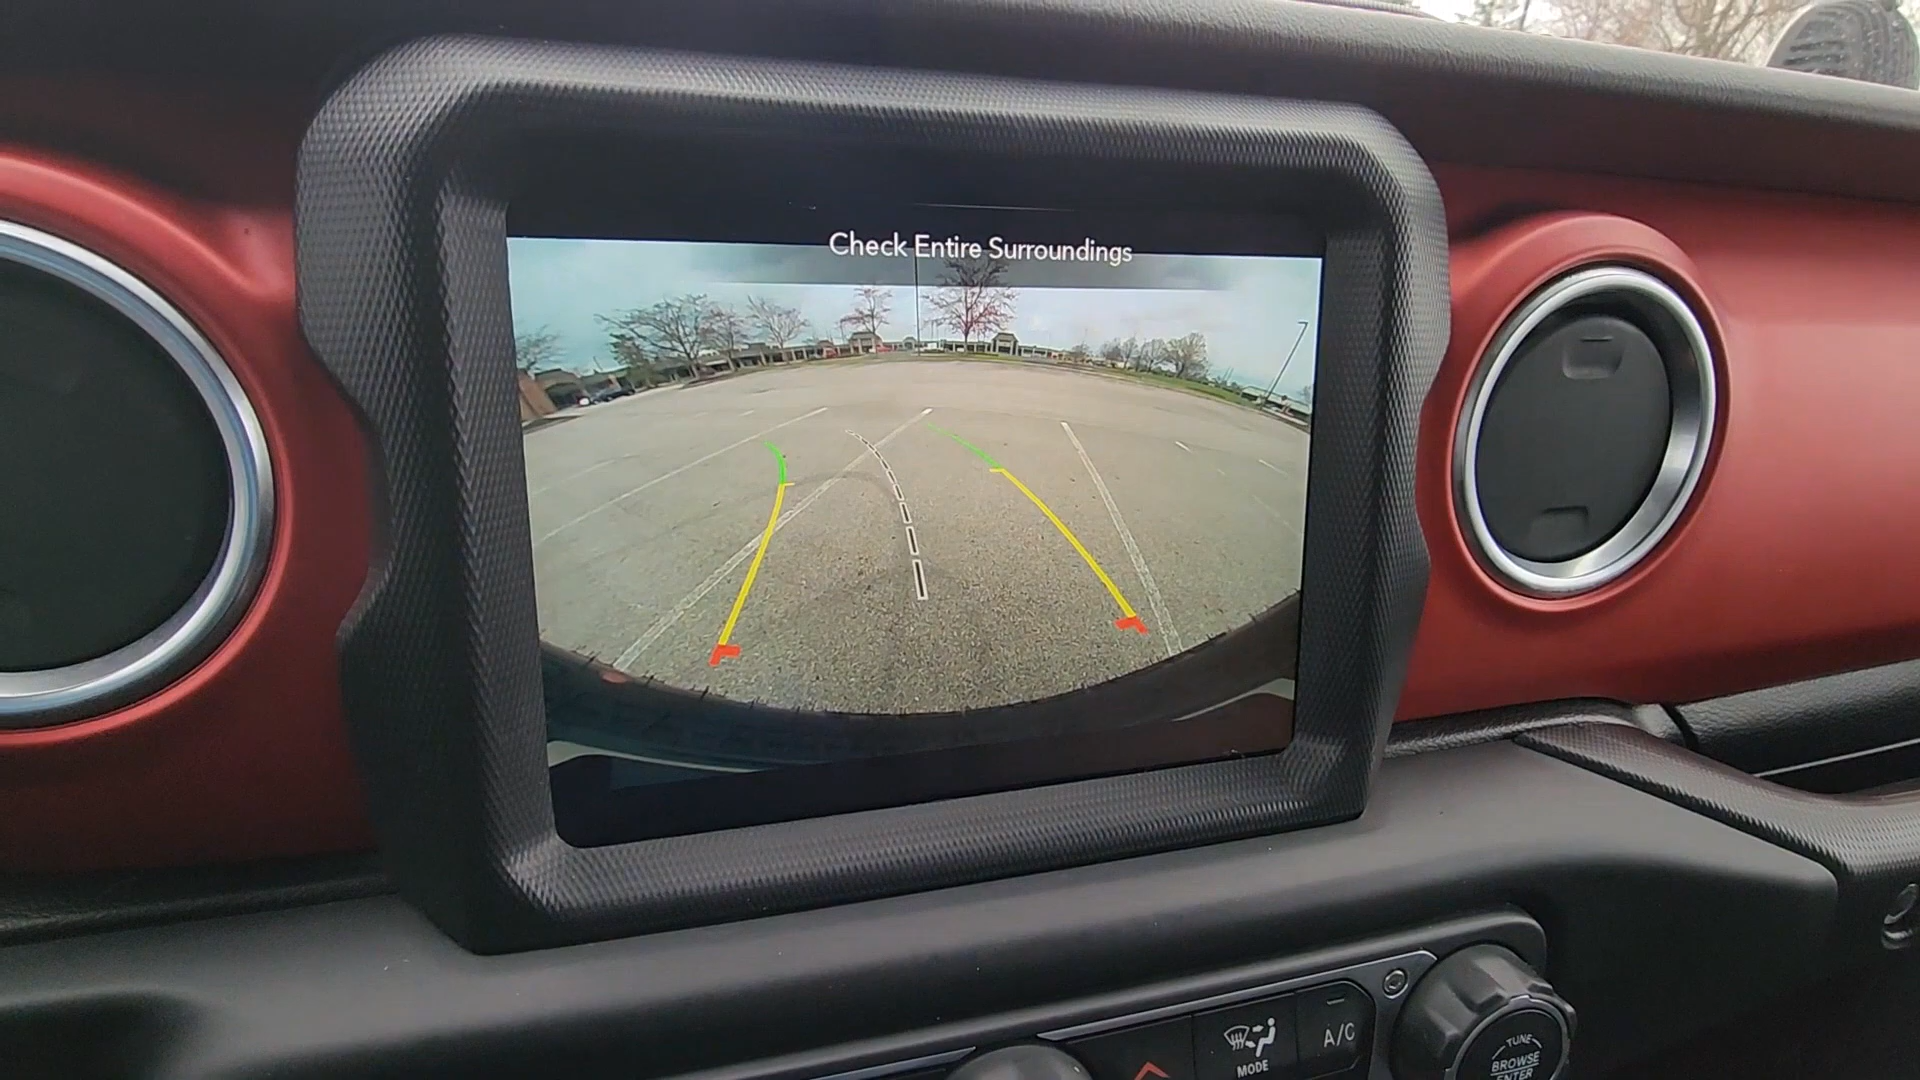 Check Entire Surroundings
MODE
A/C
TUNE
BROWSE
ENTER